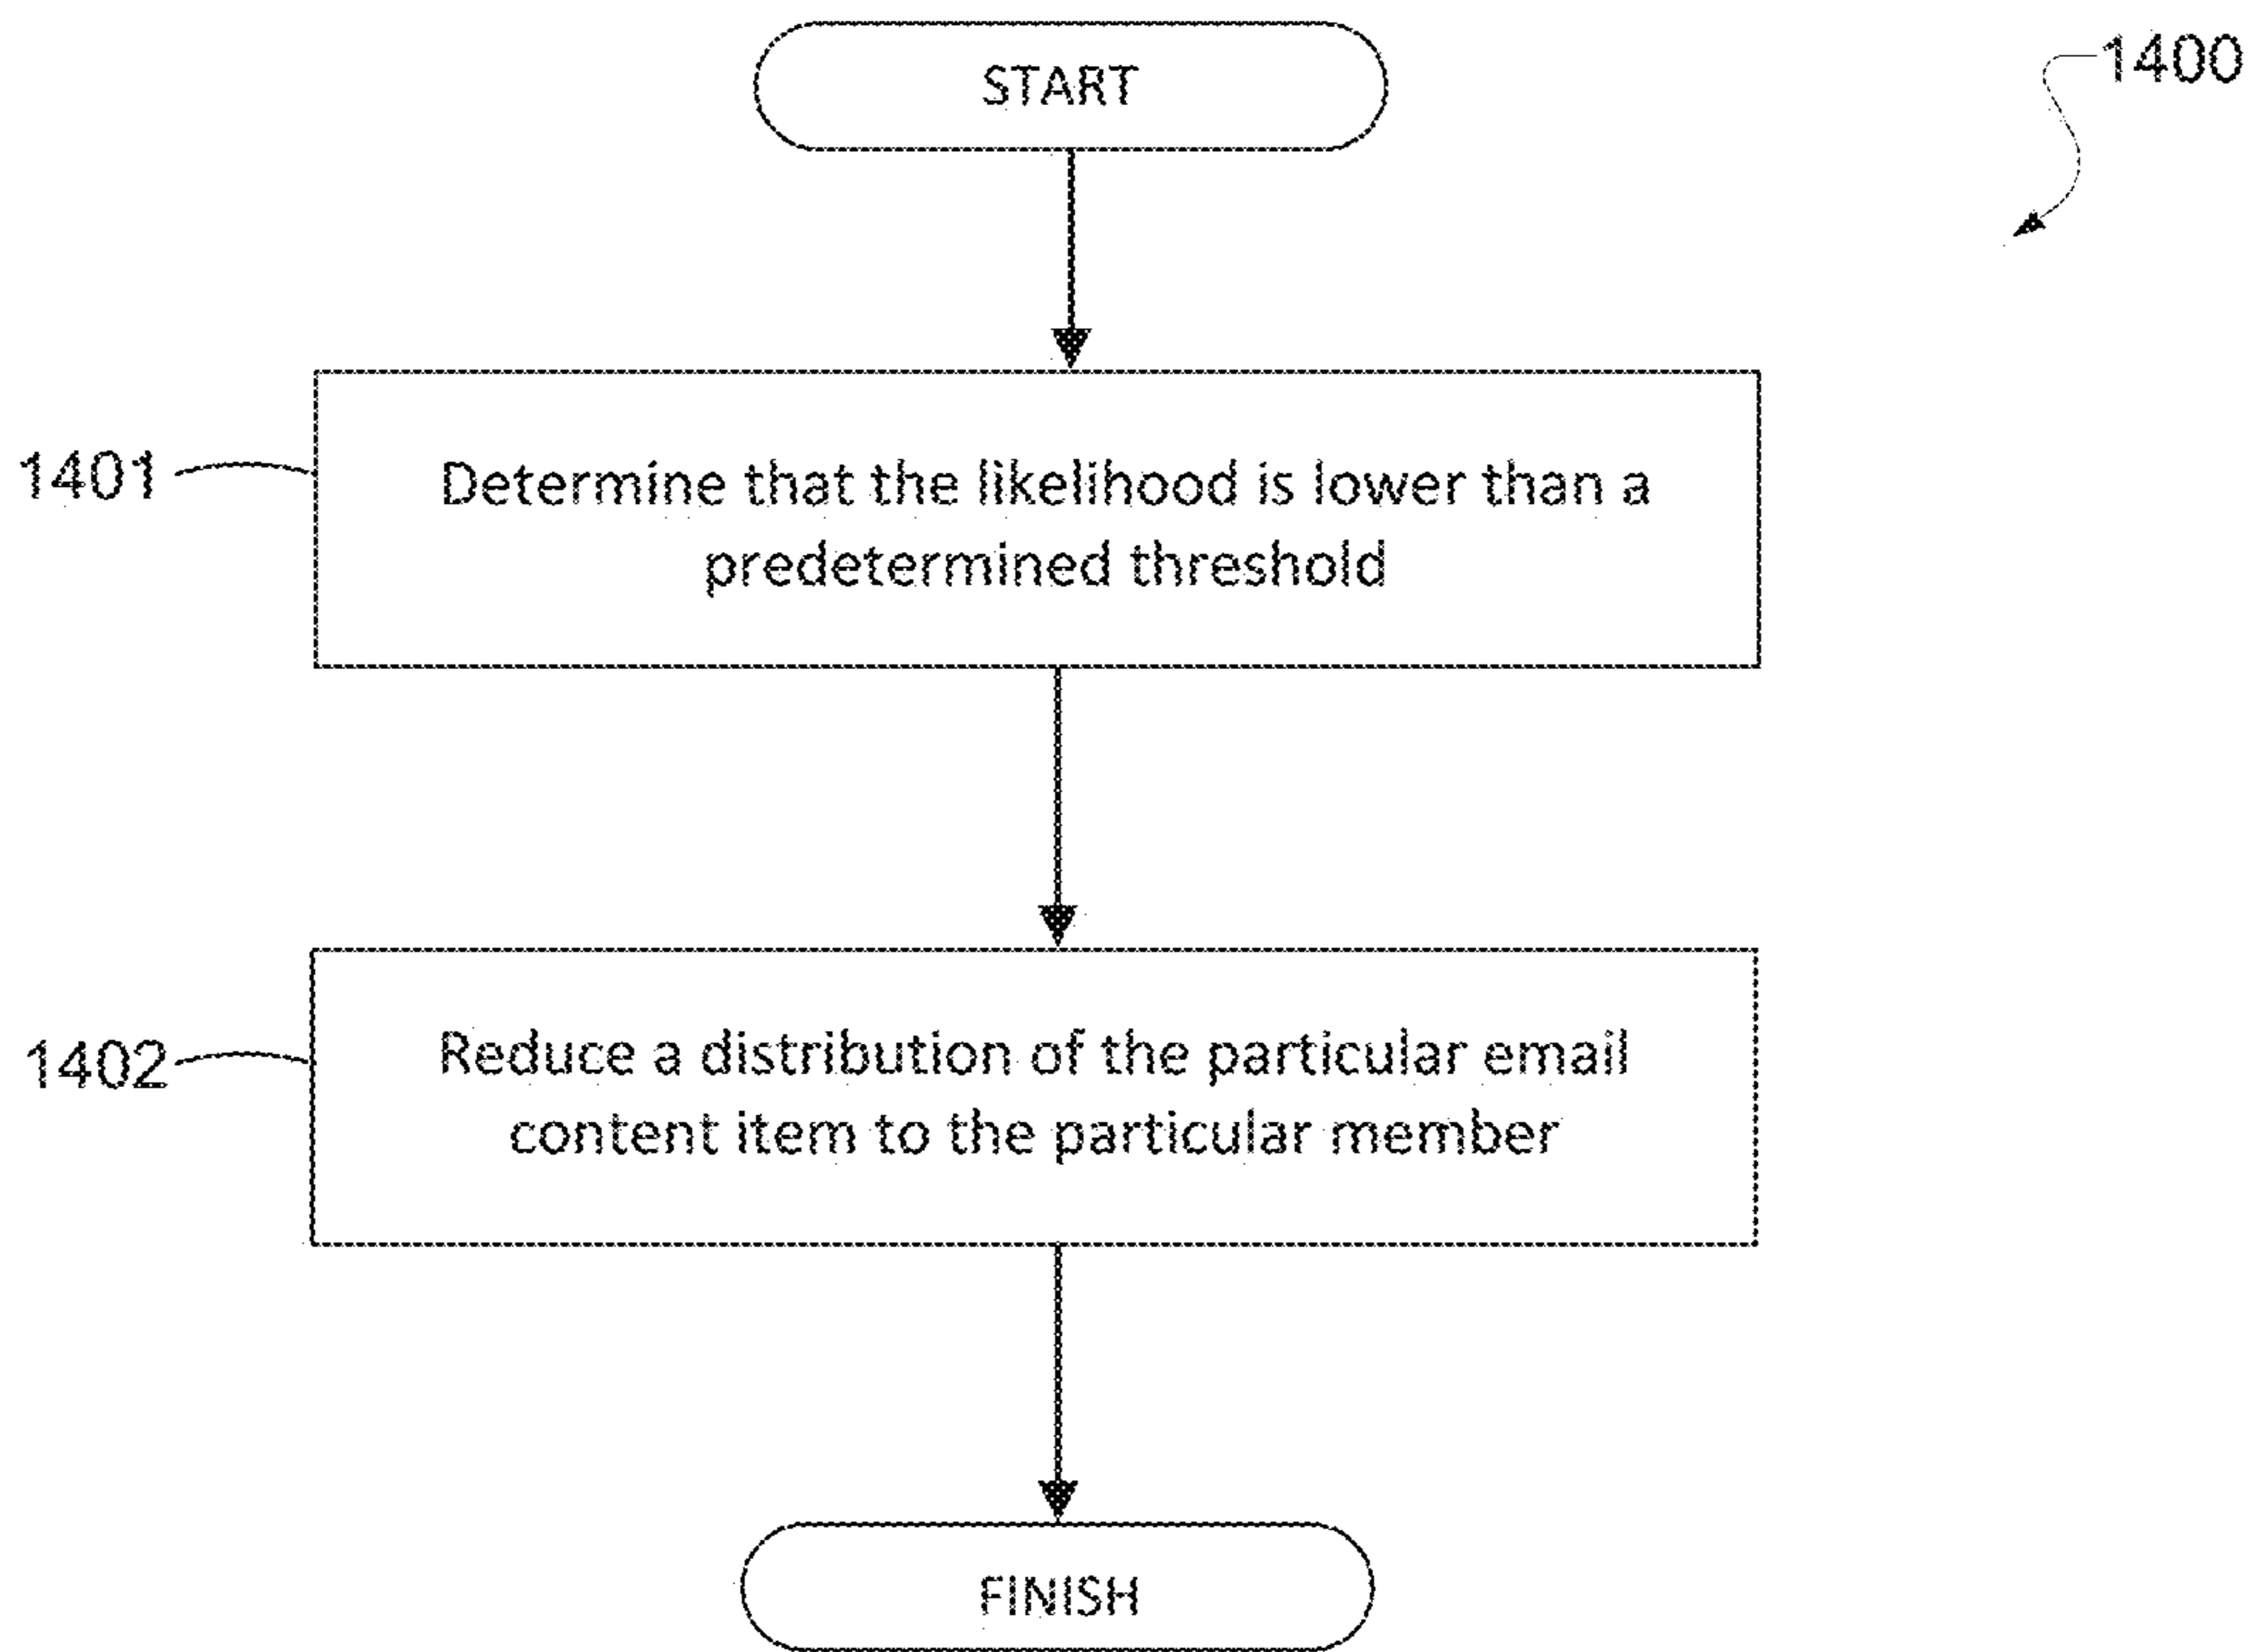 START
1400
1401
Determine that the likelihood is lower than a
predetermined threshold
1402
Reduce a distribution of the particular email
content item to the particular member
FINISH